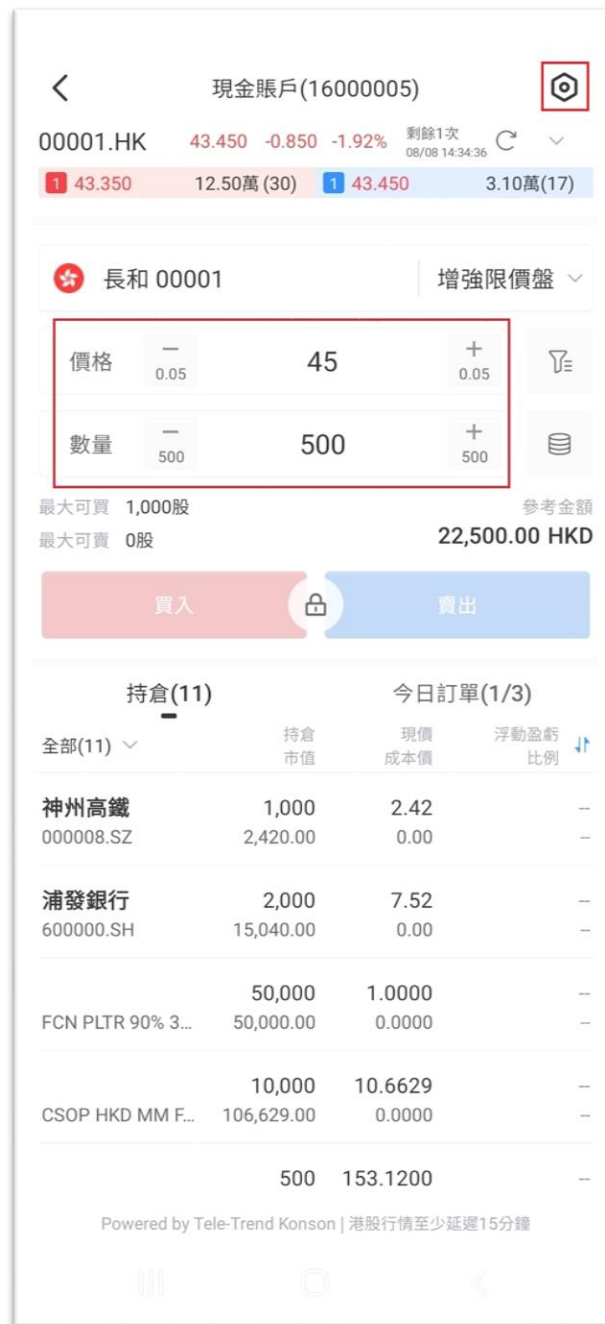 現金賬戶(16000005)
00001.HK 43.450 -0.850 -1.92% 剩餘1次
08/08 14:34:36
1 43.350 12.50萬 (30) 1 43.450 3.10萬(17)
長和 00001 增強限價盤
價格 − 0.05 45 + 0.05
數量 − 500 500 + 500
最大可買 1,000股 參考金額
最大可賣 0股 22,500.00 HKD
買入 賣出
持倉(11) 今日訂單(1/3)
全部(11) 持倉 現價 浮動盈虧
市值 成本價 比例
神州高鐵 1,000 2.42 --
000008.SZ 2,420.00 0.00 --
浦發銀行 2,000 7.52 --
600000.SH 15,040.00 0.00 --
50,000 1.0000 --
FCN PLTR 90% 3... 50,000.00 0.0000 --
10,000 10.6629 --
CSOP HKD MM F... 106,629.00 0.0000 --
500 153.1200 --
Powered by Tele-Trend Konson | 港股行情至少延遲15分鐘